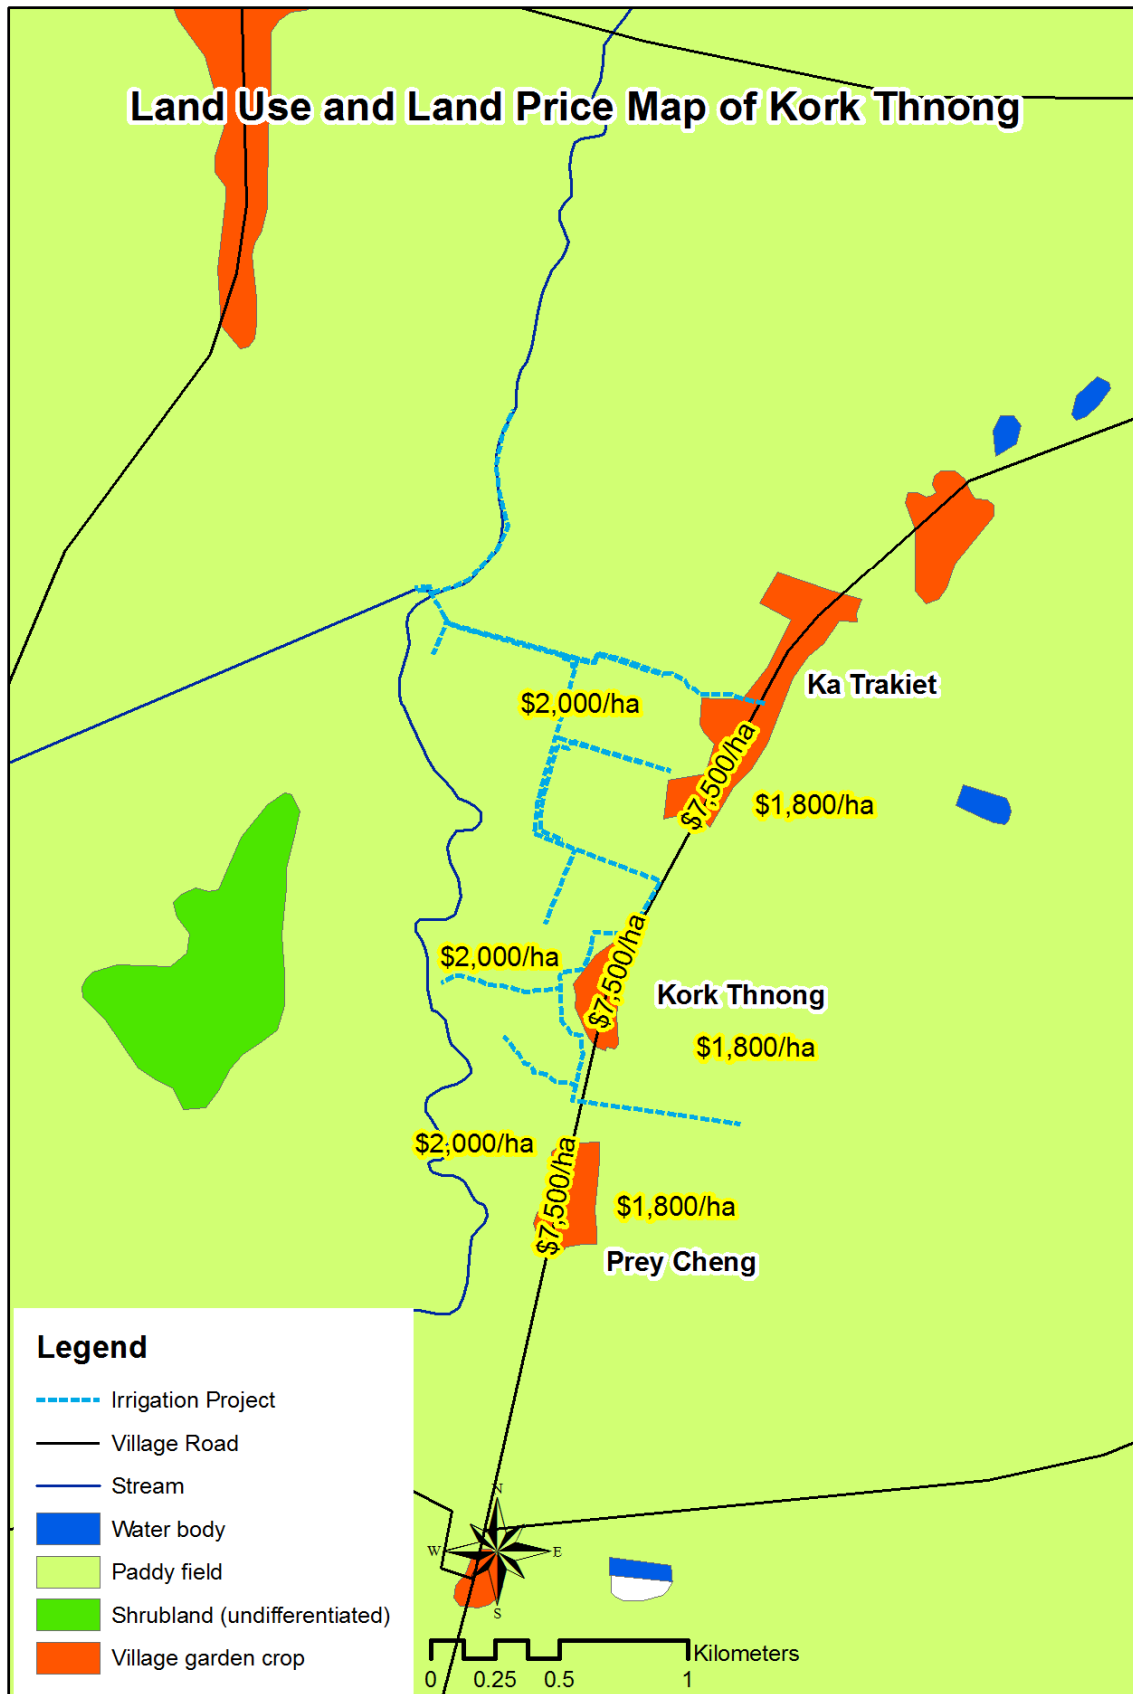 Land Use and Land Price Map of Kork Thnong
Ka Trakiet
$2,000/ha
$7,500/ha
$1,800/ha
$7,500/ha
$2,000/ha
Kork Thnong
$1,800/ha
$2,000/ha
$7,500/ha
$1,800/ha
Prey Cheng
Legend
Irrigation Project
Village Road
Stream
Water body
Paddy field
Shrubland (undifferentiated)
Village garden crop
N
W E
S
Kilometers
0 0.25 0.5 1